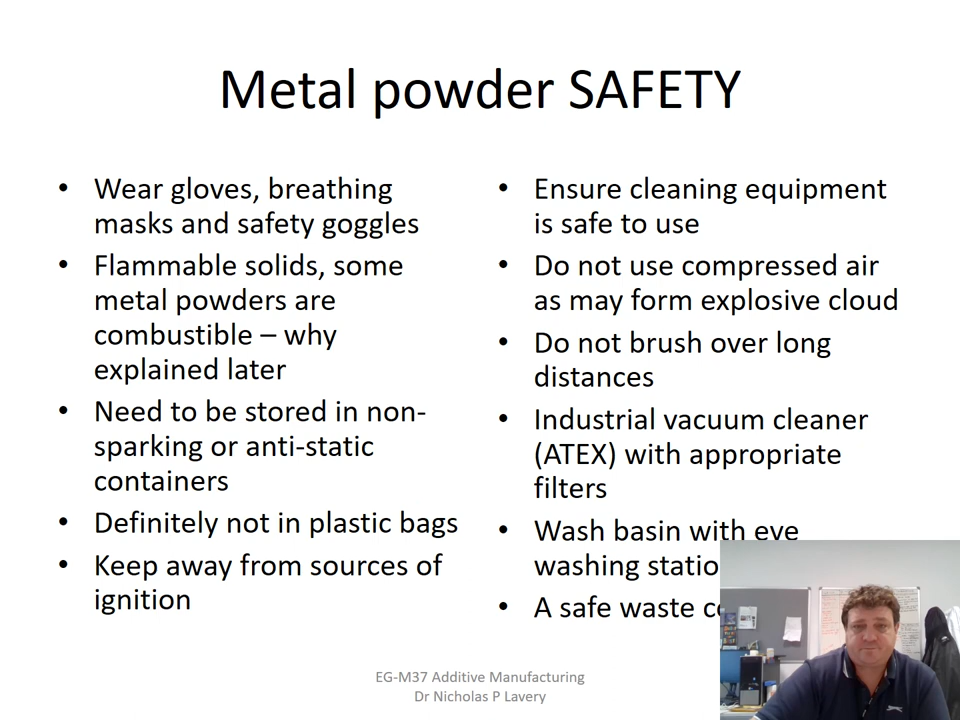 Metal powder SAFETY
• Wear gloves, breathing
masks and safety goggles
• Flammable solids, some
metal powders are
combustible – why
explained later
• Need to be stored in non-
sparking or anti-static
containers
• Definitely not in plastic bags
• Keep away from sources of
ignition
• Ensure cleaning equipment
is safe to use
• Do not use compressed air
as may form explosive cloud
• Do not brush over long
distances
• Industrial vacuum cleaner
(ATEX) with appropriate
filters
• Wash basin with eye
washing statio
• A safe waste
EG-M37 Additive Manufacturing
Dr Nicholas P Lavery